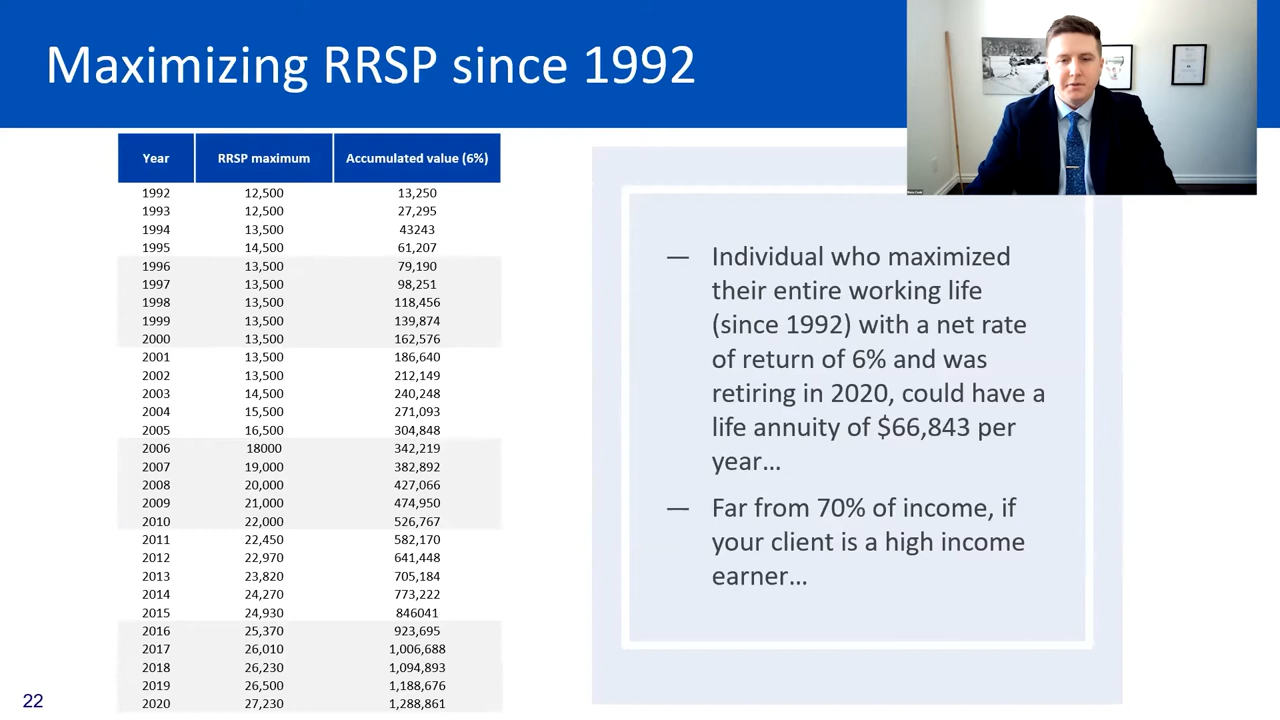 Maximizing RRSP since 1992
Year RRSP maximum Accumulated value (6%)
1992 12,500 13,250
1993 12,500 27,295
1994 13,500 43243
1995 14,500 61,207
1996 13,500 79,190
1997 13,500 98,251
1998 13,500 118,456
1999 13,500 139,874
2000 13,500 162,576
2001 13,500 186,640
2002 13,500 212,149
2003 14,500 240,248
2004 15,500 271,093
2005 16,500 304,848
2006 18000 342,219
2007 19,000 382,892
2008 20,000 427,066
2009 21,000 474,950
2010 22,000 526,767
2011 22,450 582,170
2012 22,970 641,448
2013 23,820 705,184
2014 24,270 773,222
2015 24,930 846041
2016 25,370 923,695
2017 26,010 1,006,688
2018 26,230 1,094,893
2019 26,500 1,188,676
2020 27,230 1,288,861
— Individual who maximized
their entire working life
(since 1992) with a net rate
of return of 6% and was
retiring in 2020, could have a
life annuity of $66,843 per
year...
— Far from 70% of income, if
your client is a high income
earner...
22